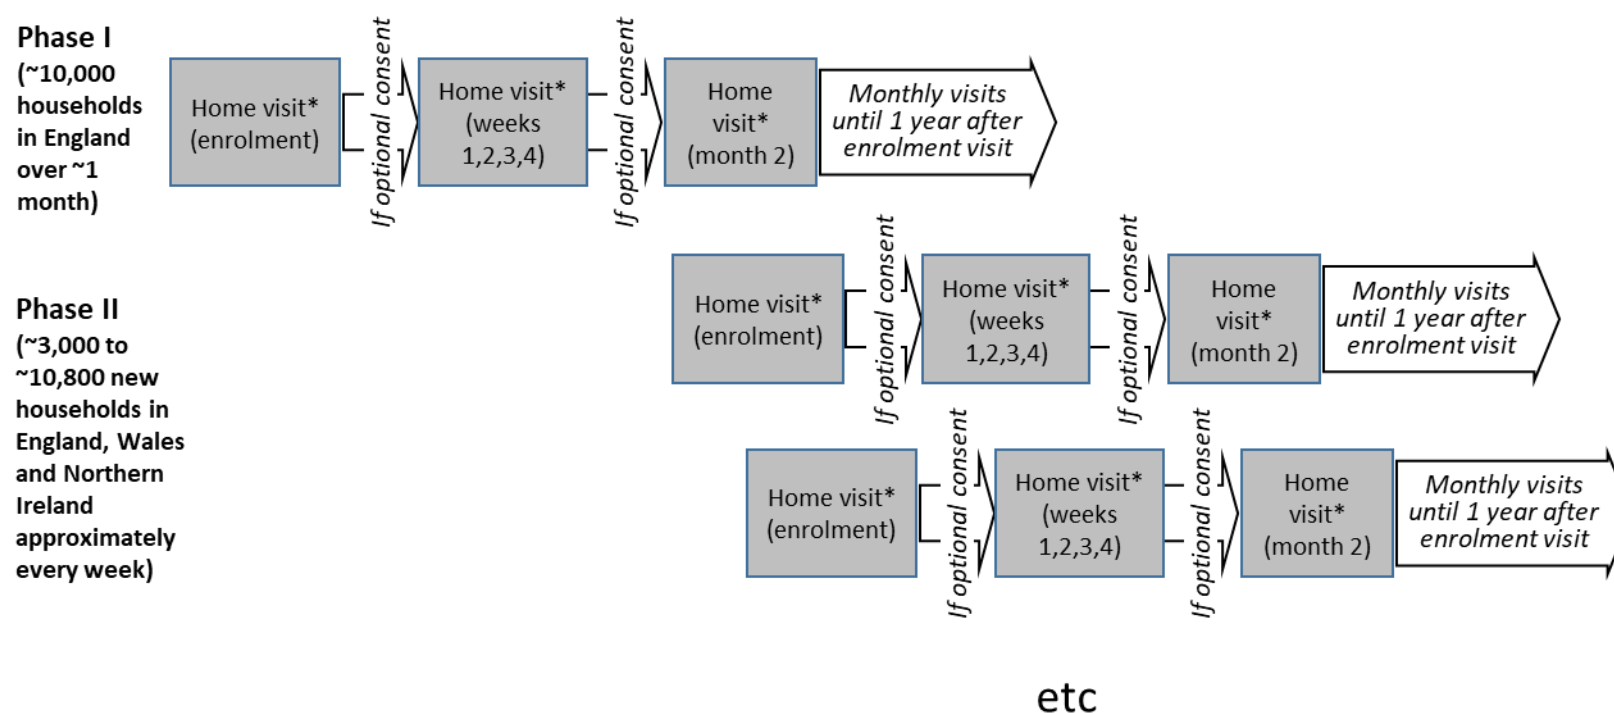 Phase I
(~10,000
households
in England
over ~1
month)
Home visit*
(enrolment)
If optional consent
Home visit*
(weeks
1,2,3,4)
If optional consent
Home
visit*
(month 2)
Monthly visits
until 1 year after
enrolment visit
Phase II
(~3,000 to
~10,800 new
households in
England, Wales
and Northern
Ireland
approximately
every week)
Home visit*
(enrolment)
If optional consent
Home visit*
(weeks
1,2,3,4)
If optional consent
Home
visit*
(month 2)
Monthly visits
until 1 year after
enrolment visit
Home visit*
(enrolment)
If optional consent
Home visit*
(weeks
1,2,3,4)
If optional consent
Home
visit*
(month 2)
Monthly visits
until 1 year after
enrolment visit
etc